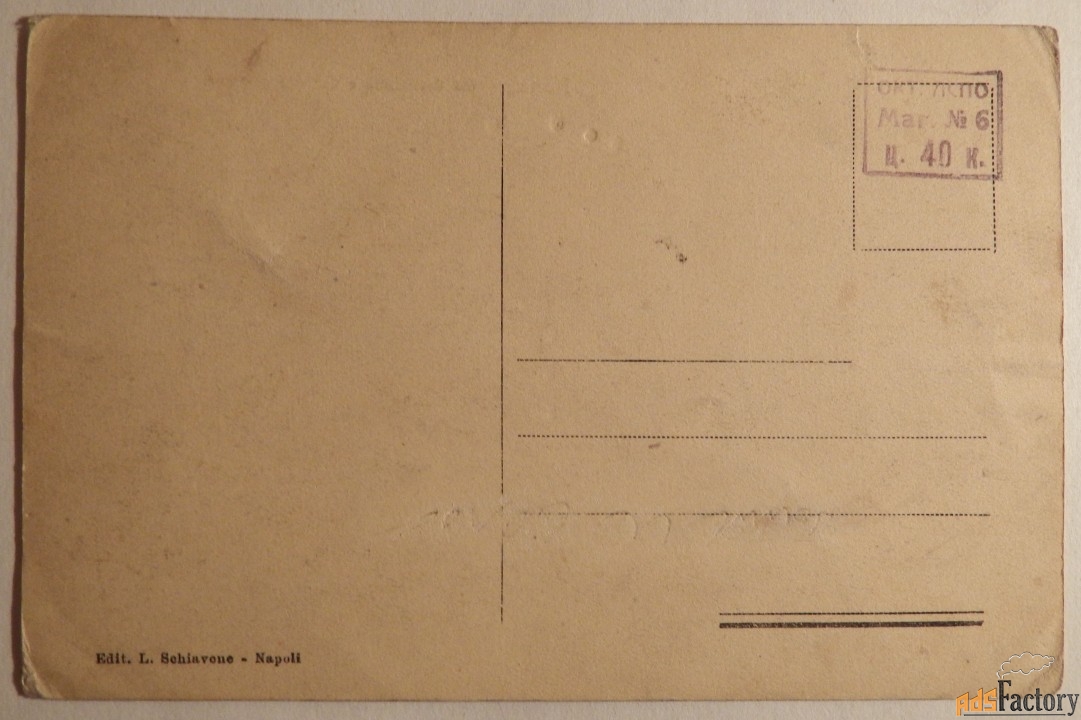 Маг. № 6
ц. 40 к.
Edit. L. Schiavone - Napoli
AdsFactory